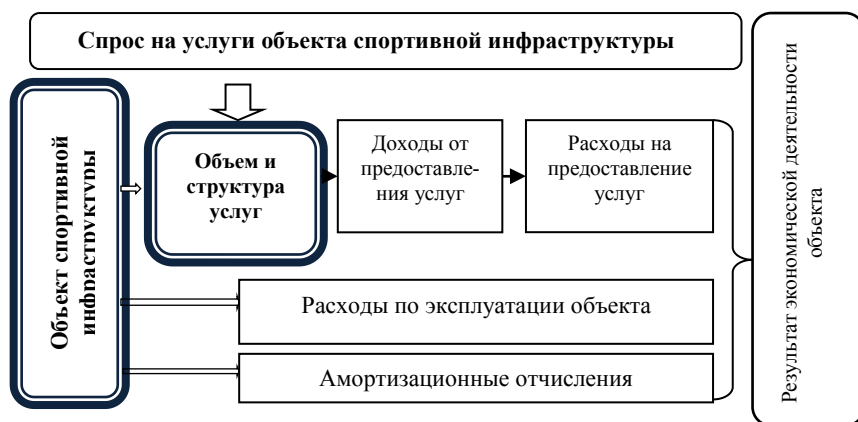 Спрос на услуги объекта спортивной инфраструктуры
Объект спортивной
инфраструктуры
Объем и
структура
услуг
Доходы от
предоставле-
ния услуг
Расходы на
предоставление
услуг
Расходы по эксплуатации объекта
Амортизационные отчисления
Результат экономической деятельности
объекта